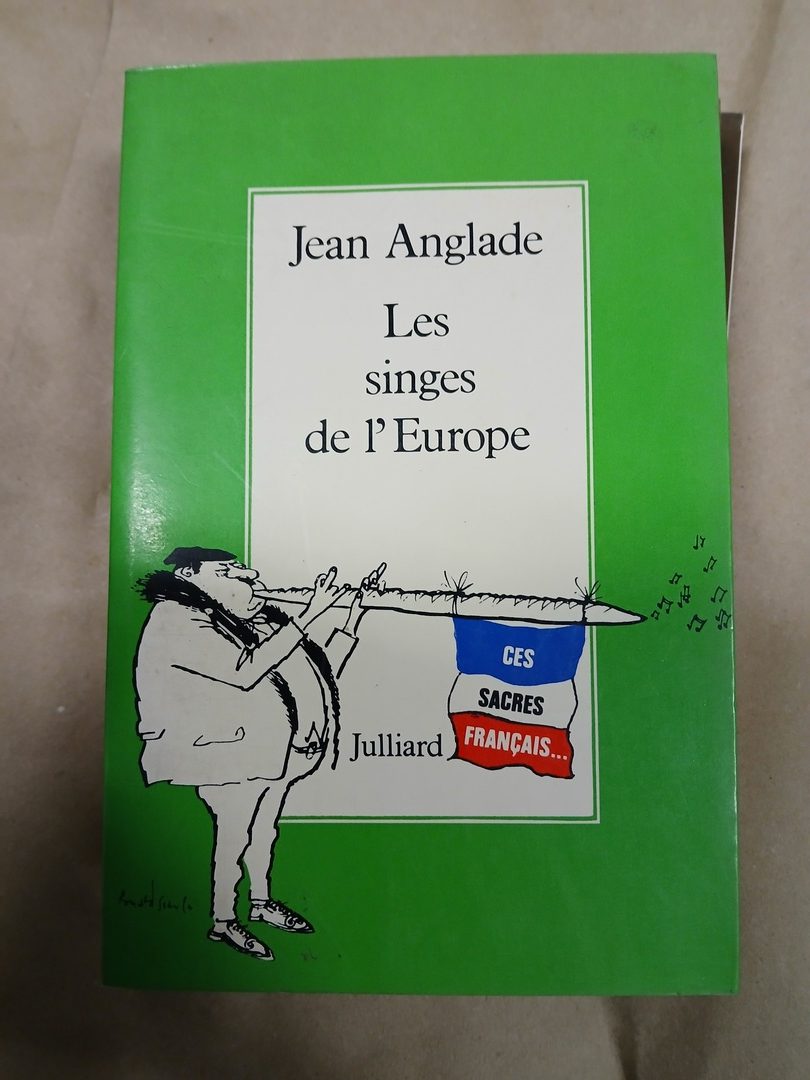 Jean Anglade
Les
singes
de l'Europe
CES
SACRES
FRANÇAIS...
Julliard